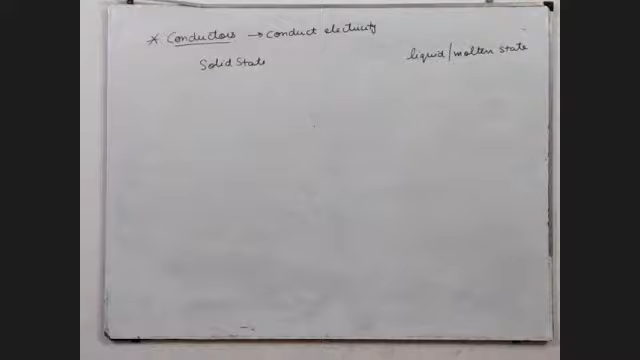 * Conductors → conduct electricity
Solid State
liquid/molten state